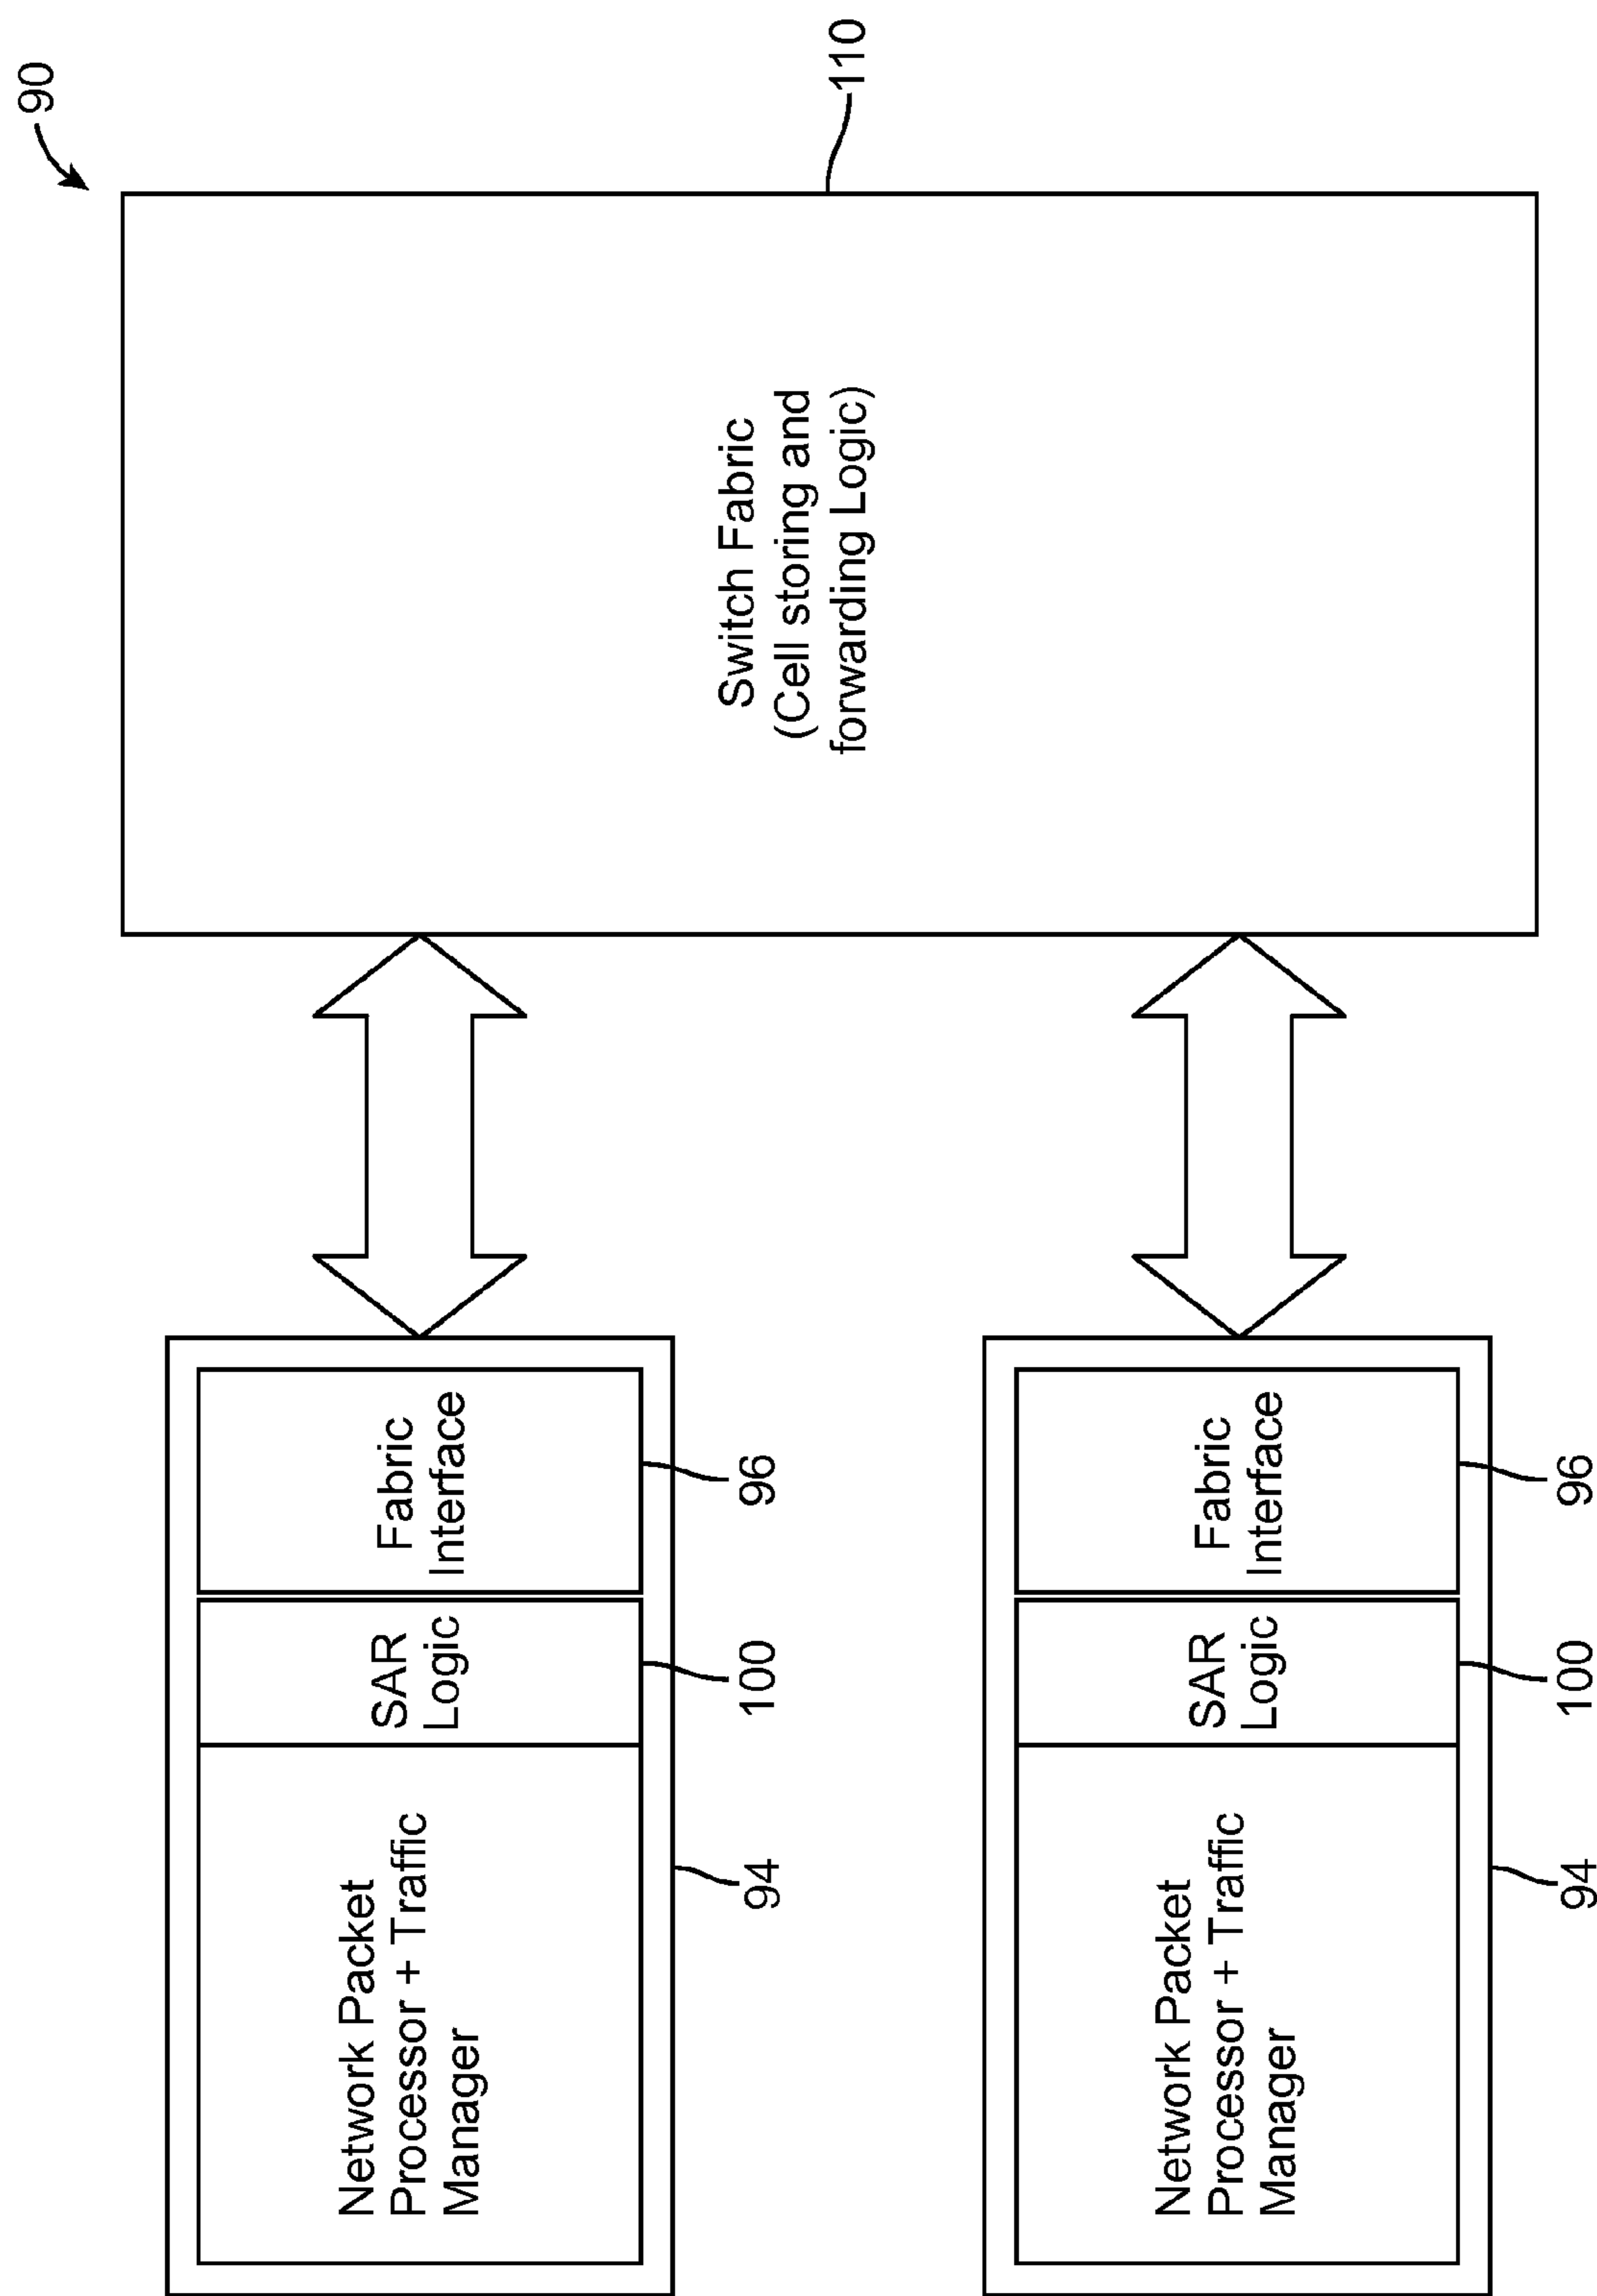 90
110
Switch Fabric
(Cell storing and
forwarding Logic)
Fabric
Interface
96
SAR
Logic
100
Network Packet
Processor + Traffic
Manager
94
Fabric
Interface
96
SAR
Logic
100
Network Packet
Processor + Traffic
Manager
94